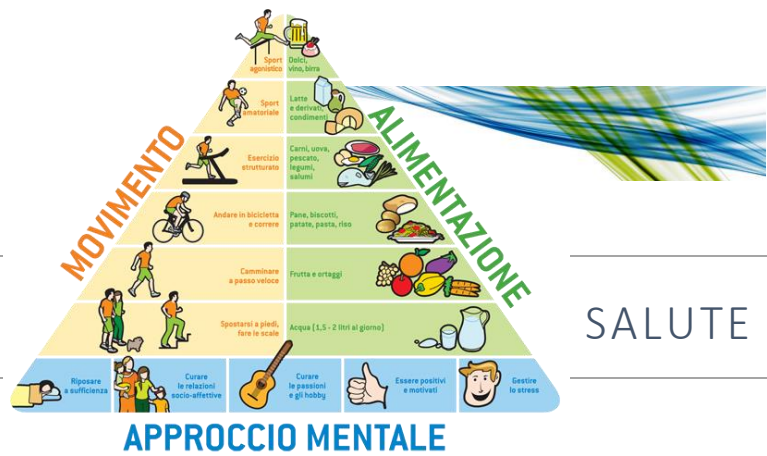 Sport
agonistico
Dolci,
vino, birra
Sport
amatoriale
Latte
e derivati,
condimenti
Esercizio
strutturato
Carni, uova,
pescato,
legumi,
salumi
Andare in bicicletta
e correre
Pane, biscotti,
patate, pasta, riso
Camminare
a passo veloce
Frutta e ortaggi
Spostarsi a piedi,
fare le scale
Acqua (1,5 - 2 litri al giorno)
MOVIMENTO
ALIMENTAZIONE
SALUTE
Riposare
a sufficienza
Curare
le relazioni
socio-affettive
Curare
le passioni
e gli hobby
Essere positivi
e motivati
Gestire
lo stress
APPROCCIO MENTALE